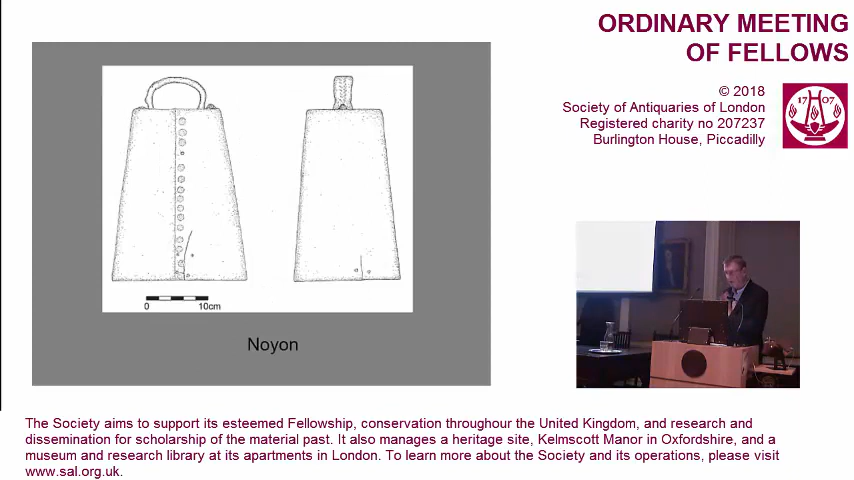 ORDINARY MEETING
OF FELLOWS
© 2018
Society of Antiquaries of London
Registered charity no 207237
Burlington House, Piccadilly
17 07
0 10cm
Noyon
The Society aims to support its esteemed Fellowship, conservation throughour the United Kingdom, and research and
dissemination for scholarship of the material past. It also manages a heritage site, Kelmscott Manor in Oxfordshire, and a
museum and research library at its apartments in London. To learn more about the Society and its operations, please visit
www.sal.org.uk.